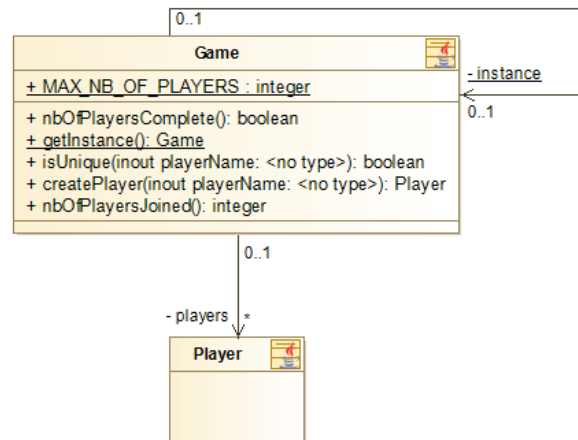 0..1
Game
+ MAX_NB_OF_PLAYERS : integer
- instance
0..1
+ nbOfPlayersComplete(): boolean
+ getInstance(): Game
+ isUnique(inout playerName: <no type>): boolean
+ createPlayer(inout playerName: <no type>): Player
+ nbOfPlayersJoined(): integer
0..1
- players *
Player